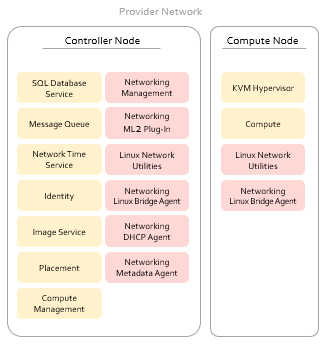 Provider Network
Controller Node
SQL Database
Service
Networking
Management
Message Queue
Networking
ML2 Plug-In
Network Time
Service
Linux Network
Utilities
Identity
Networking
Linux Bridge Agent
Image Service
Networking
DHCP Agent
Placement
Networking
Metadata Agent
Compute
Management
Compute Node
KVM Hypervisor
Compute
Linux Network
Utilities
Networking
Linux Bridge Agent